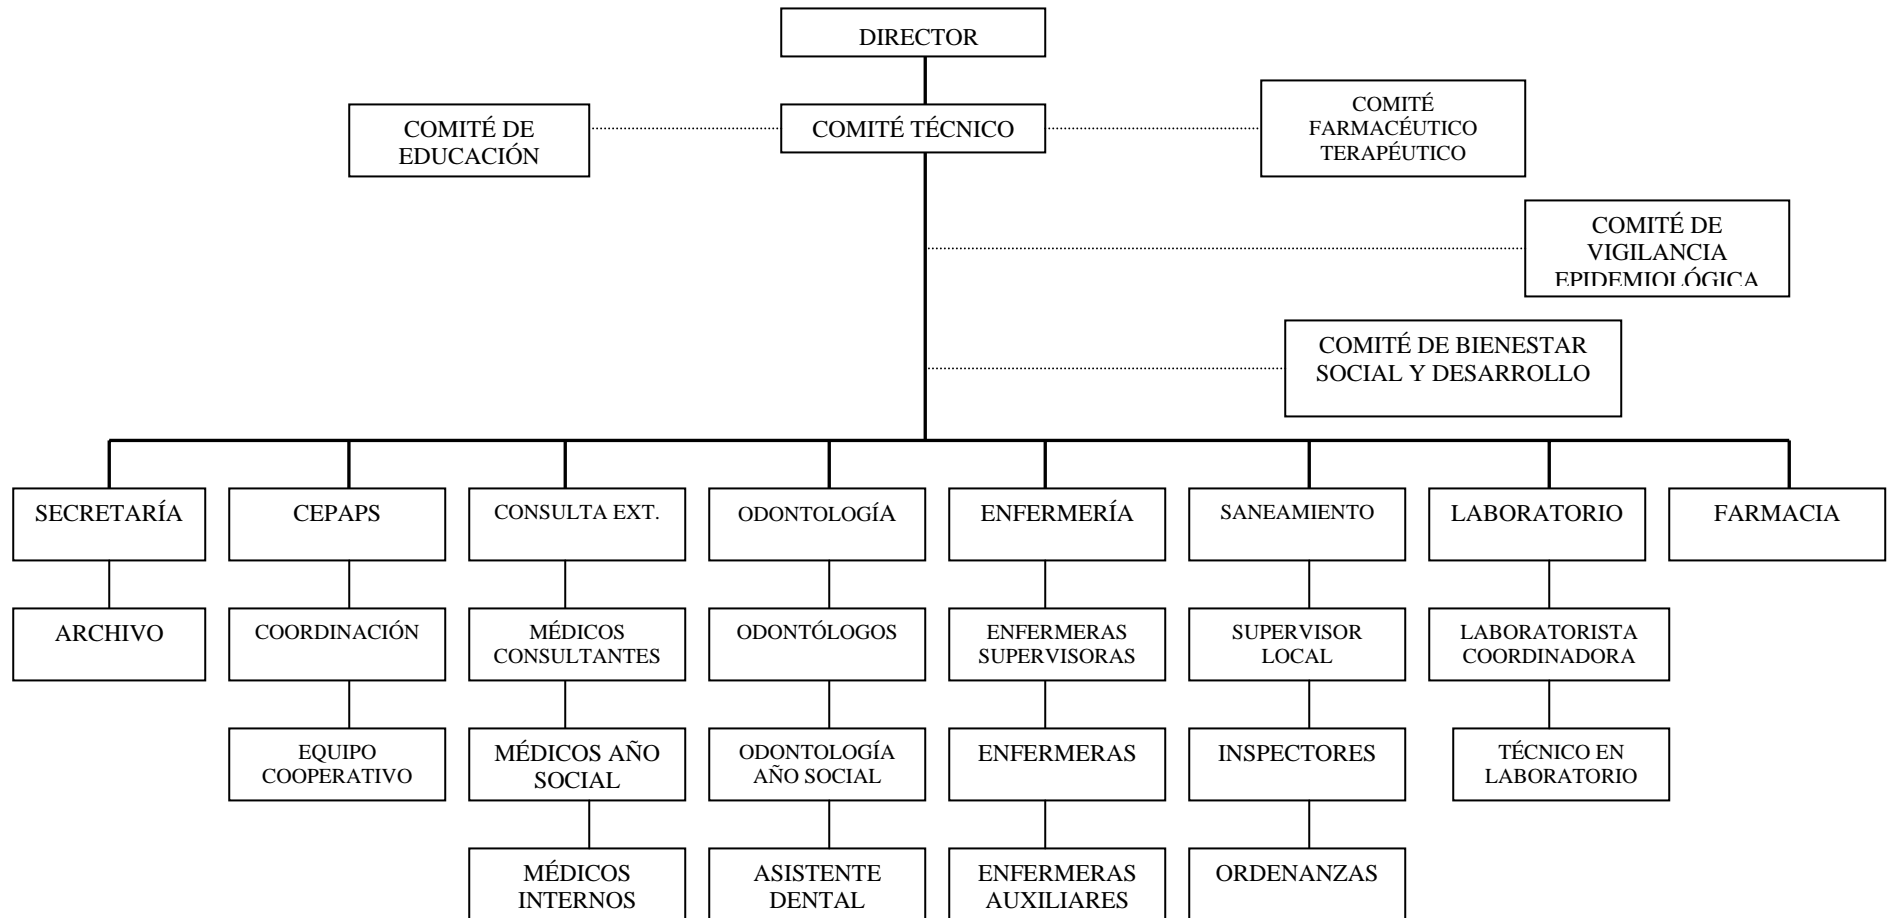 DIRECTOR
COMITÉ DE
EDUCACIÓN
COMITÉ TÉCNICO
COMITÉ
FARMACÉUTICO
TERAPÉUTICO
COMITÉ DE
VIGILANCIA
EPIDEMIOLÓGICA
COMITÉ DE BIENESTAR
SOCIAL Y DESARROLLO
SECRETARÍA
CEPAPS
CONSULTA EXT.
ODONTOLOGÍA
ENFERMERÍA
SANEAMIENTO
LABORATORIO
FARMACIA
ARCHIVO
COORDINACIÓN
MÉDICOS
CONSULTANTES
ODONTÓLOGOS
ENFERMERAS
SUPERVISORAS
SUPERVISOR
LOCAL
LABORATORISTA
COORDINADORA
EQUIPO
COOPERATIVO
MÉDICOS AÑO
SOCIAL
ODONTOLOGÍA
AÑO SOCIAL
ENFERMERAS
INSPECTORES
TÉCNICO EN
LABORATORIO
MÉDICOS
INTERNOS
ASISTENTE
DENTAL
ENFERMERAS
AUXILIARES
ORDENANZAS